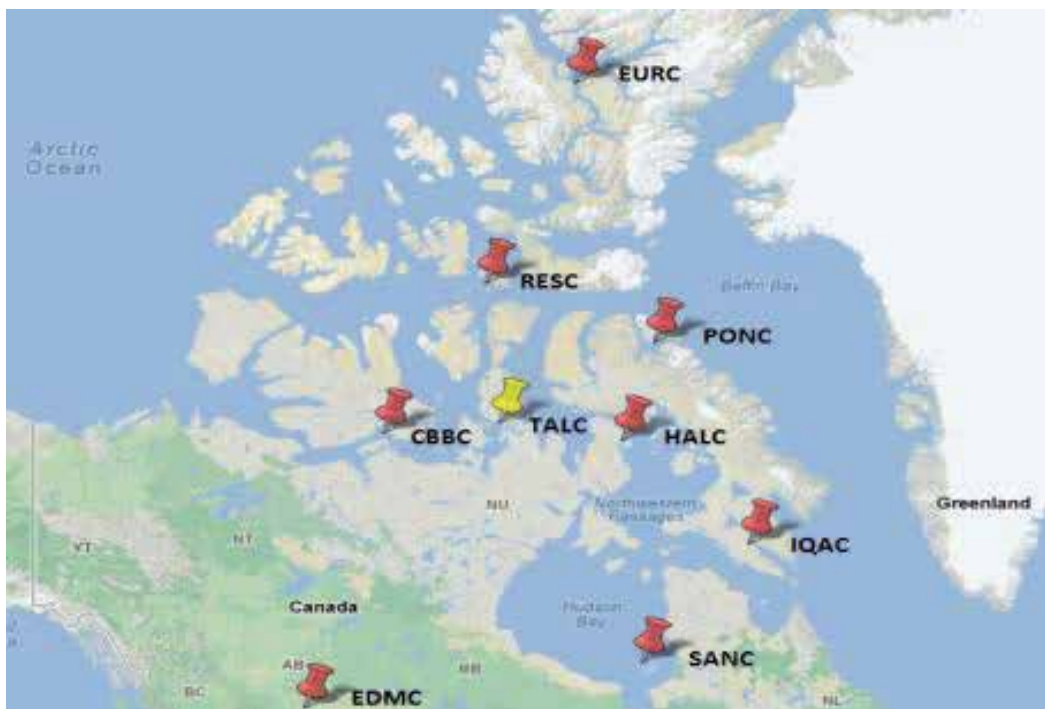 EURC
Arctic
Ocean
RESC
Baffin Bay
PONC
CBBC
TALC
HALC
NU
Northwestern
Passages
Greenland
IQAC
YT
NT
Canada
Hudson
Bay
SANC
AB
MB
BC
EDMC
NL